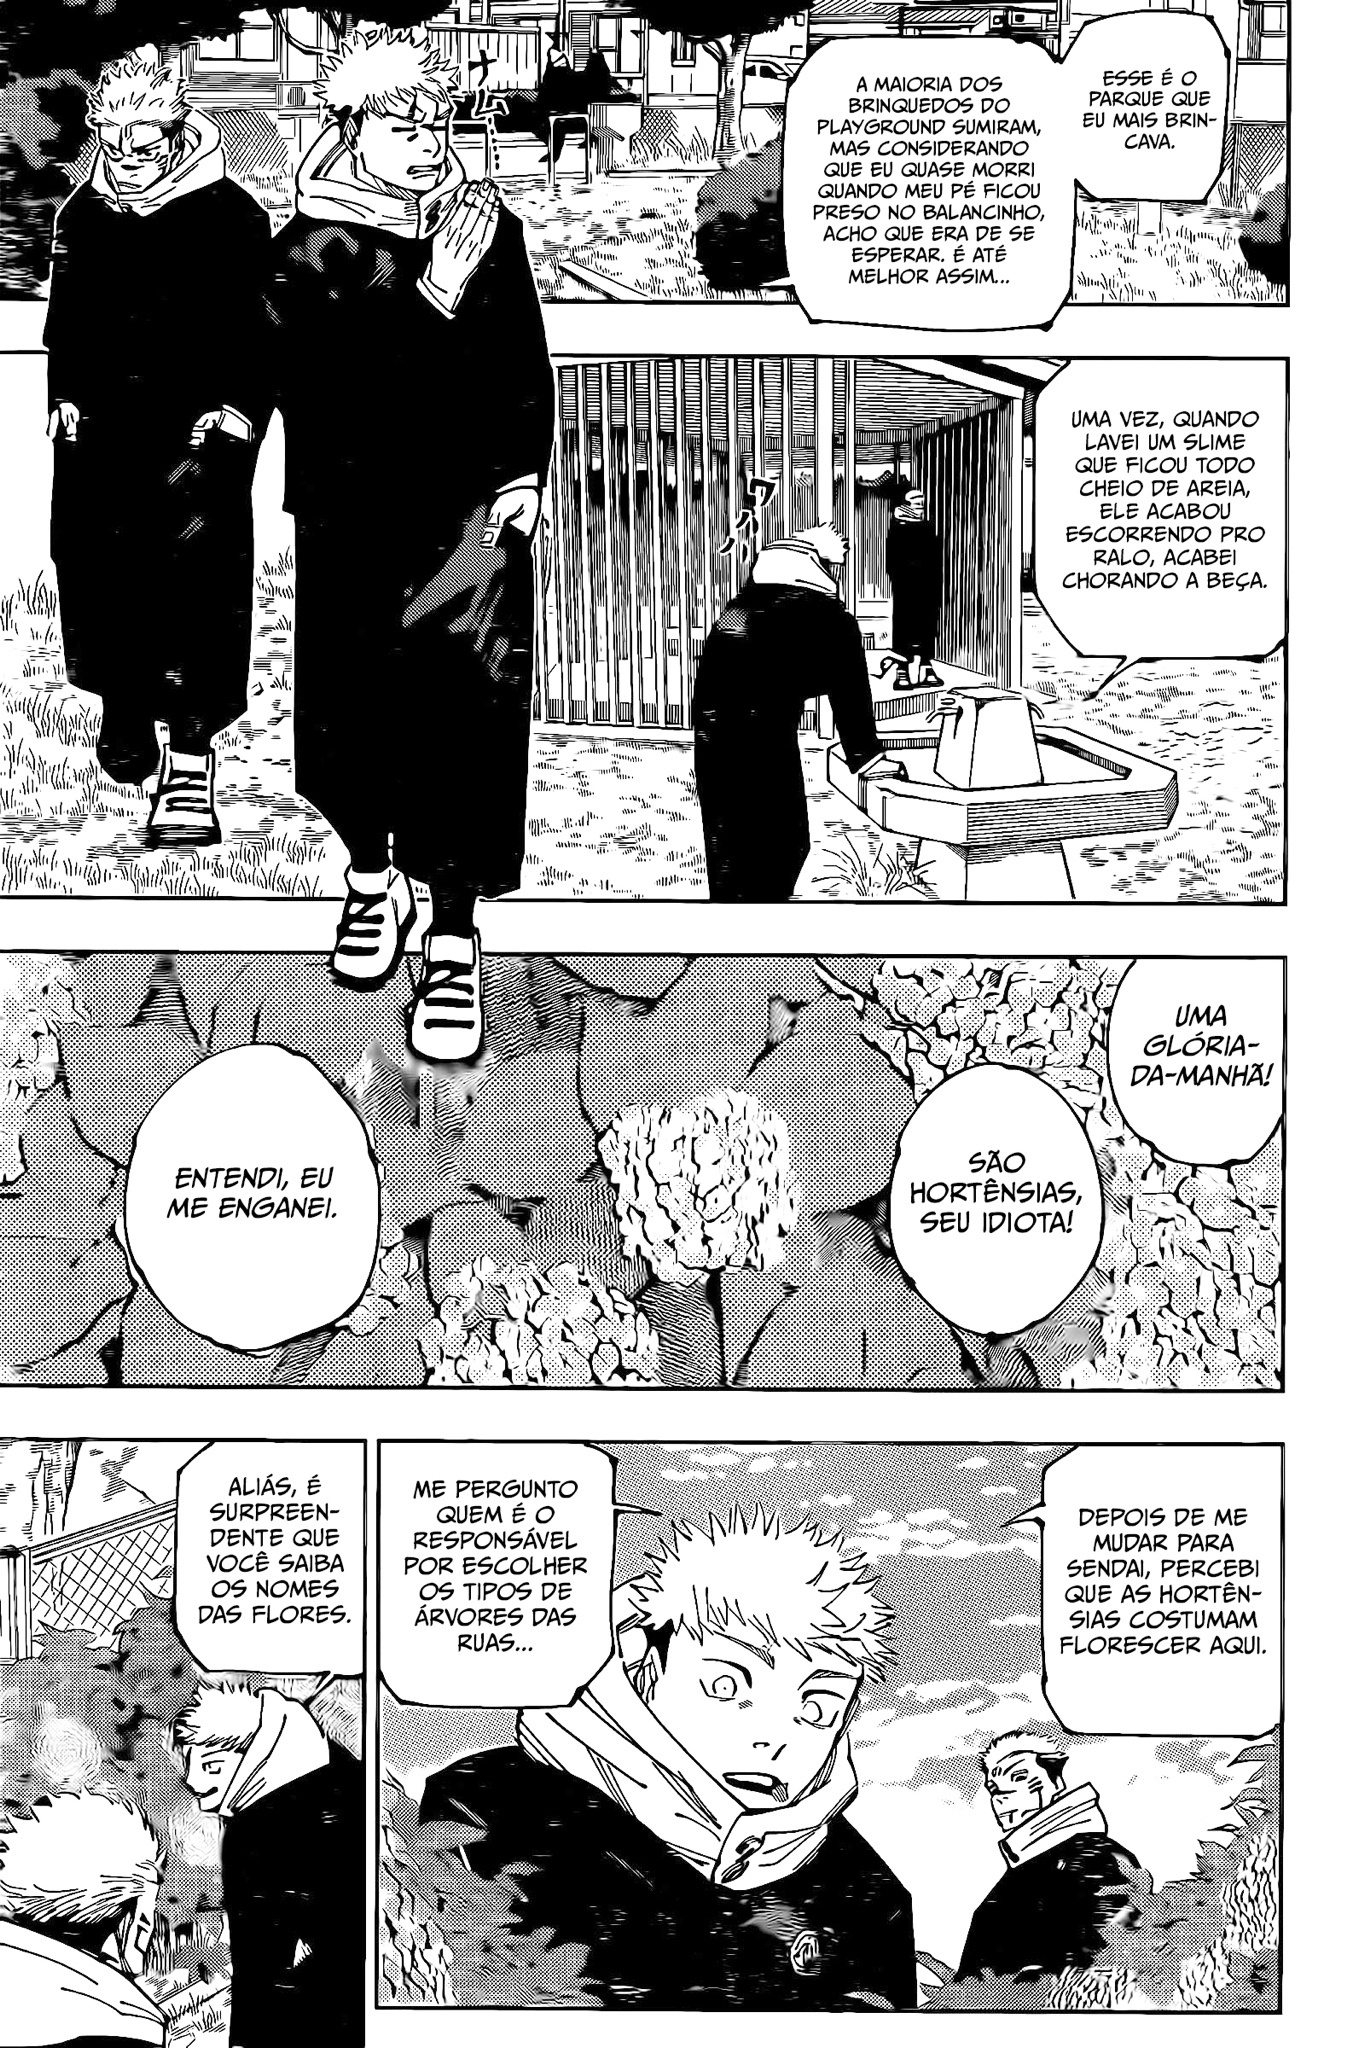 ESSE É O
PARQUE QUE
EU MAIS BRIN-
CAVA.
A MAIORIA DOS
BRINQUEDOS DO
PLAYGROUND SUMIRAM,
MAS CONSIDERANDO
QUE EU QUASE MORRI
QUANDO MEU PÉ FICOU
PRESO NO BALANCINHO,
ACHO QUE ERA DE SE
ESPERAR. É ATÉ
MELHOR ASSIM...
ナム...
UMA VEZ, QUANDO
LAVEI UM SLIME
QUE FICOU TODO
CHEIO DE AREIA,
ELE ACABOU
ESCORRENDO PRO
RALO, ACABEI
CHORANDO A BEÇA.
ワハハ
UMA
GLÓRIA-
DA-MANHÃ!
SÃO
HORTÊNSIAS,
SEU IDIOTA!
ENTENDI, EU
ME ENGANEI.
DEPOIS DE ME
MUDAR PARA
SENDAI, PERCEBI
QUE AS HORTÊN-
SIAS COSTUMAM
FLORESCER AQUI.
ME PERGUNTO
QUEM É O
RESPONSÁVEL
POR ESCOLHER
OS TIPOS DE
ÁRVORES DAS
RUAS...
ALIÁS, É
SURPREEN-
DENTE QUE
VOCÊ SAIBA
OS NOMES
DAS FLORES.